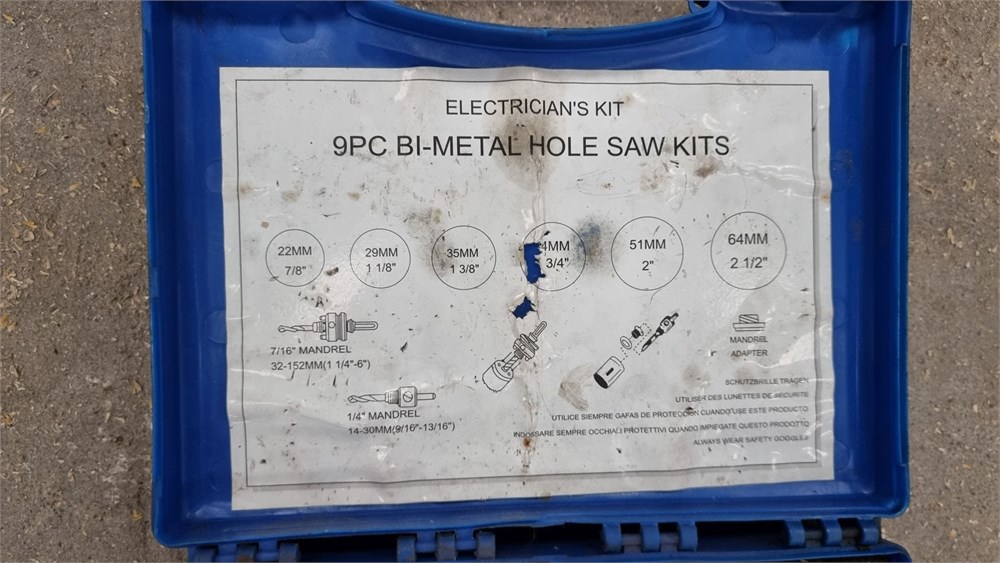 ELECTRICIAN'S KIT
9PC BI-METAL HOLE SAW KITS
22MM
7/8"
29MM
1 1/8"
35MM
1 3/8"
4MM
3/4"
51MM
2"
64MM
2 1/2"
7/16" MANDREL
32-152MM(1 1/4"-6")
1/4" MANDREL
14-30MM(9/16"-13/16")
MANDREL
ADAPTER
SCHUTZBRILLE TRAGEN
UTILISER DES LUNETTES DE SECURITE
UTILICE SIEMPRE GAFAS DE PROTECCION CUANDO USE ESTE PRODUCTO
INDOSSARE SEMPRE OCCHIALI PROTETTIVI QUANDO IMPIEGATE QUESTO PRODOTTO
ALWAYS WEAR SAFETY GOGGLES